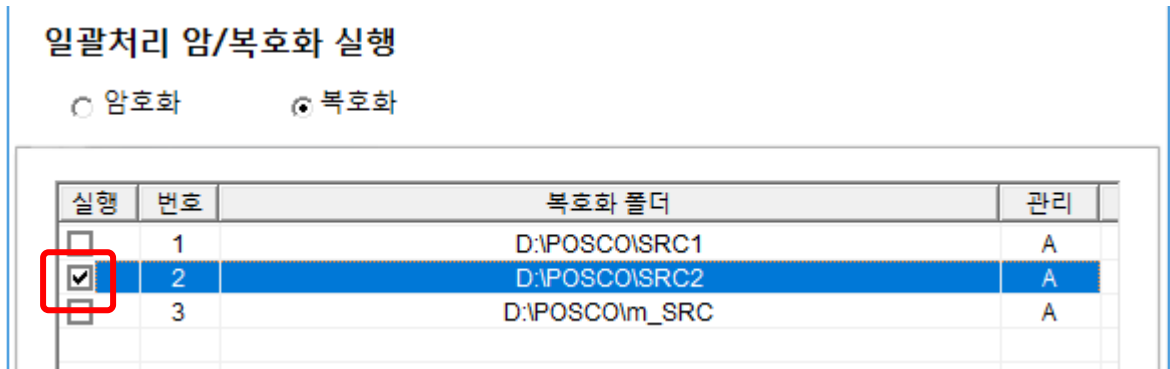 일괄처리 암/복호화 실행
암호화 복호화
실행 번호 복호화 폴더 관리
1 D:\POSCO\SRC1 A
2 D:\POSCO\SRC2 A
3 D:\POSCO\m_SRC A